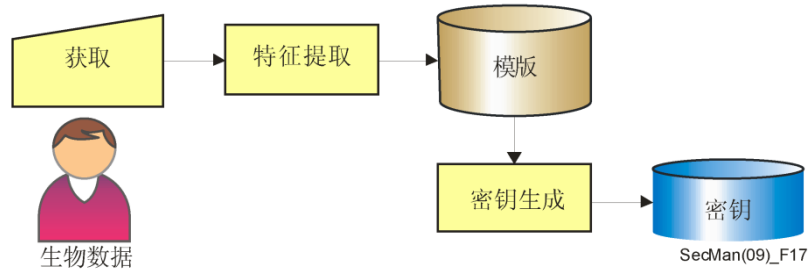 获取
特征提取
模版
密钥生成
密钥
生物数据
SecMan(09)_F17